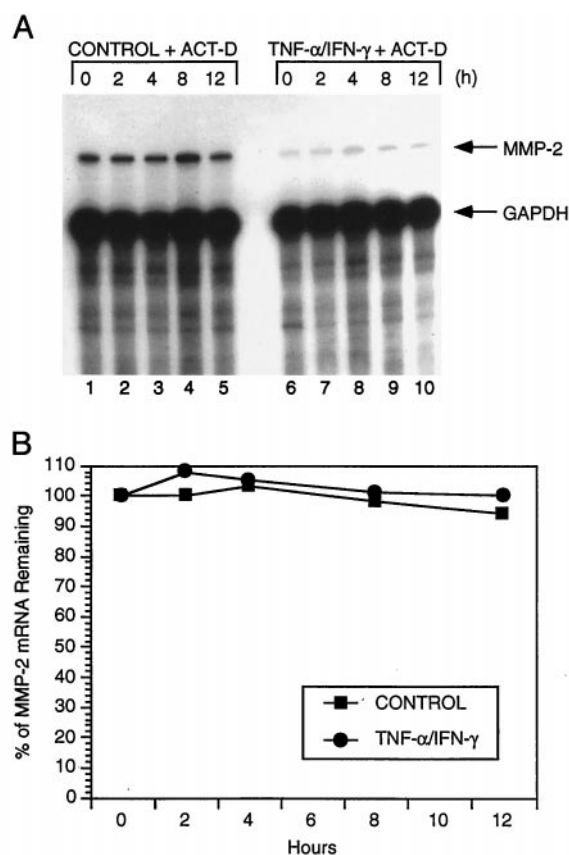 A
CONTROL + ACT-D TNF-α/IFN-γ + ACT-D
0 2 4 8 12 0 2 4 8 12 (h)
MMP-2
GAPDH
1 2 3 4 5 6 7 8 9 10
B
% of MMP-2 mRNA Remaining
110
100
90
80
70
60
50
40
30
20
10
0
CONTROL
TNF-α/IFN-γ
0 2 4 6 8 10 12
Hours